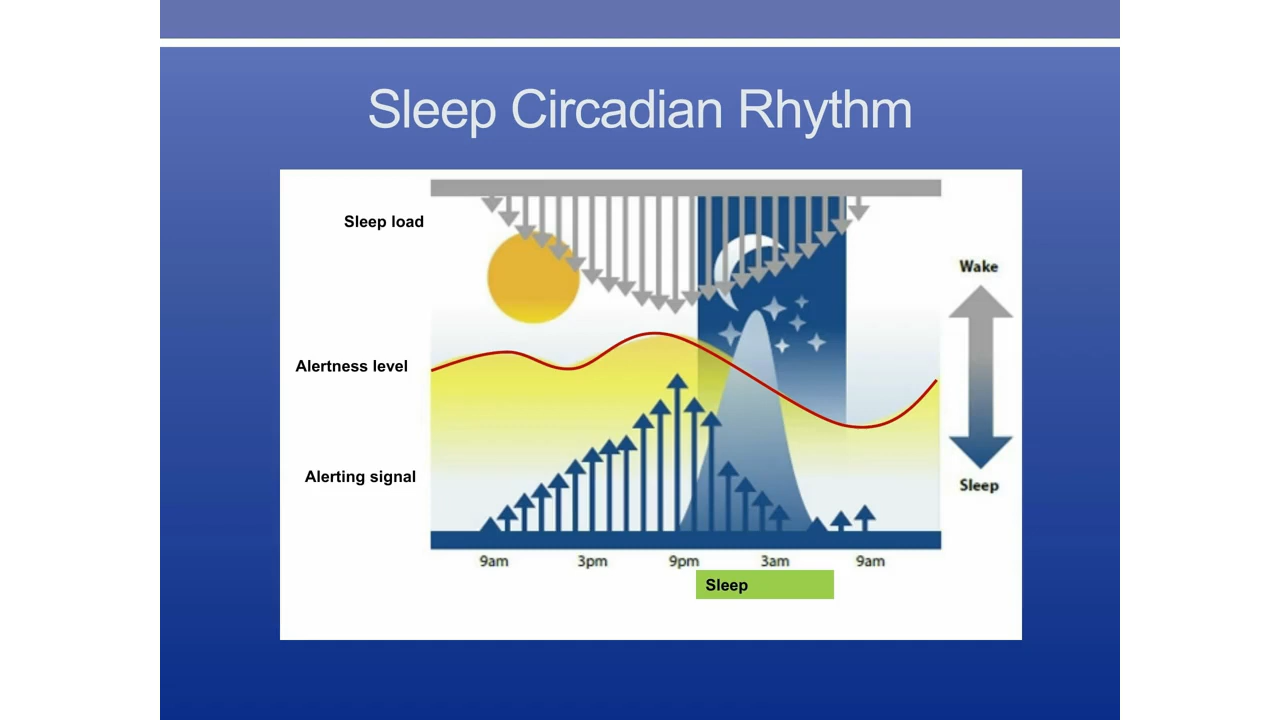 Sleep Circadian Rhythm
Sleep load
Wake
Alertness level
Alerting signal
Sleep
9am 3pm 9pm 3am 9am
Sleep